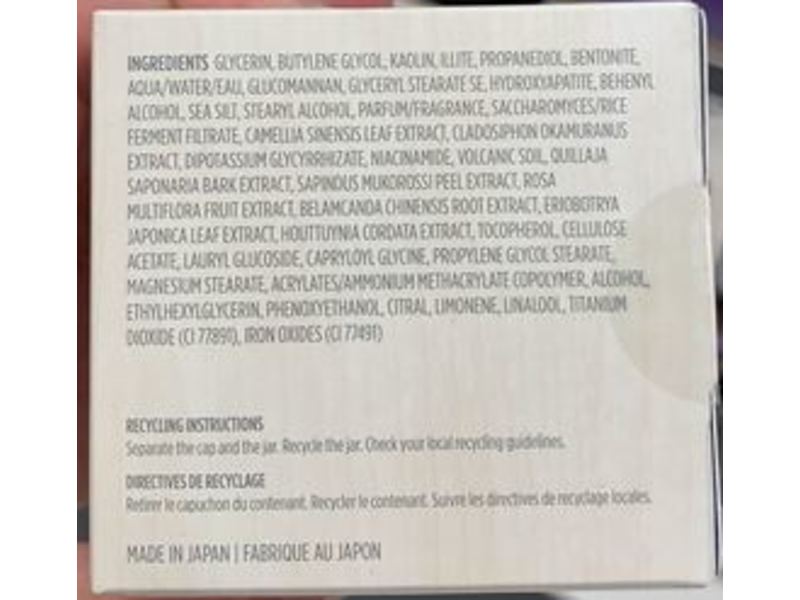 INGREDIENTS GLYCERIN, BUTYLENE GLYCOL, KAOLIN, ILLITE, PROPANEDIOL, BENTONITE,
AQUA/WATER/EAU, GLUCOMANNAN, GLYCERYL STEARATE SE, HYDROXYAPATITE, BEHENYL
ALCOHOL, SEA SILT, STEARYL ALCOHOL, PARFUM/FRAGRANCE, SACCHAROMYCES/RICE
FERMENT FILTRATE, CAMELLIA SINENSIS LEAF EXTRACT, CLADOSIPHON OKAMURANUS
EXTRACT, DIPOTASSIUM GLYCYRRHIZATE, NIACINAMIDE, VOLCANIC SOIL, QUILLAJA
SAPONARIA BARK EXTRACT, SAPINDUS MUKOROSSI PEEL EXTRACT, ROSA
MULTIFLORA FRUIT EXTRACT, BELAMCANDA CHINENSIS ROOT EXTRACT, ERIOBOTRYA
JAPONICA LEAF EXTRACT, HOUTTUYNIA CORDATA EXTRACT, TOCOPHEROL, CELLULOSE
ACETATE, LAURYL GLUCOSIDE, CAPRYLOYL GLYCINE, PROPYLENE GLYCOL STEARATE,
MAGNESIUM STEARATE, ACRYLATES/AMMONIUM METHACRYLATE COPOLYMER, ALCOHOL,
ETHYLHEXYLGLYCERIN, PHENOXYETHANOL, CITRAL, LIMONENE, LINALOOL, TITANIUM
DIOXIDE (CI 77891), IRON OXIDES (CI 77491)
RECYCLING INSTRUCTIONS
Separate the cap and the jar. Recycle the jar. Check your local recycling guidelines.
DIRECTIVES DE RECYCLAGE
Retirer le capuchon du contenant. Recycler le contenant. Suivre les directives de recyclage locales.
MADE IN JAPAN | FABRIQUE AU JAPON